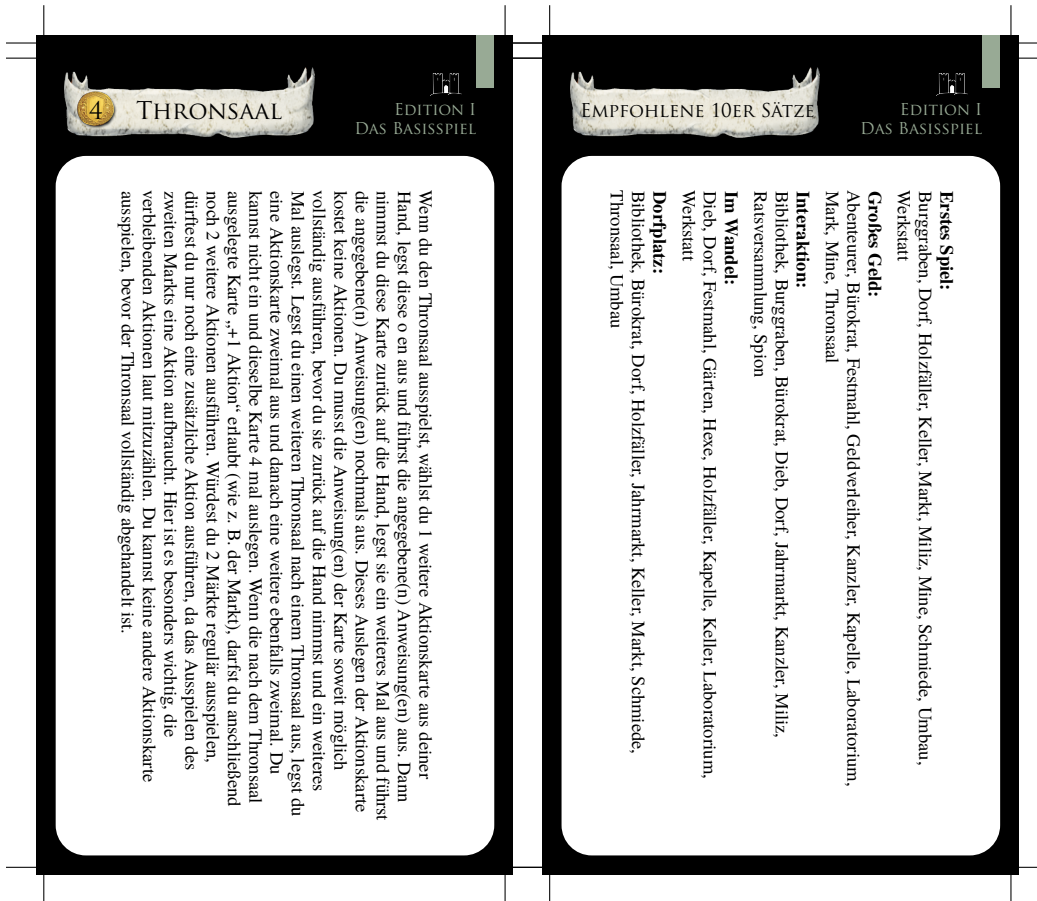 4
THRONSAAL
EDITION I
DAS BASISSPIEL
Wenn du den Thronsaal ausspielst, wählst du 1 weitere Aktionskarte aus deiner
Hand, legst diese o en aus und führst die angegebene(n) Anweisung(en) aus. Dann
nimmst du diese Karte zurück auf die Hand, legst sie ein weiteres Mal aus und führst
die angegebene(n) Anweisung(en) nochmals aus. Dieses Auslegen der Aktionskarte
kostet keine Aktionen. Du musst die Anweisung(en) der Karte soweit möglich
vollständig ausführen, bevor du sie zurück auf die Hand nimmst und ein weiteres
Mal auslegst. Legst du einen weiteren Thronsaal nach einem Thronsaal aus, legst du
eine Aktionskarte zweimal aus und danach eine weitere ebenfalls zweimal. Du
kannst nicht ein und dieselbe Karte 4 mal auslegen. Wenn die nach dem Thronsaal
ausgelegte Karte „+1 Aktion“ erlaubt (wie z. B. der Markt), darfst du anschließend
noch 2 weitere Aktionen ausführen. Würdest du 2 Märkte regulär ausspielen,
dürftest du nur noch eine zusätzliche Aktion ausführen, da das Ausspielen des
zweiten Markts eine Aktion aufbraucht. Hier ist es besonders wichtig, die
verbleibenden Aktionen laut mitzuzählen. Du kannst keine andere Aktionskarte
ausspielen, bevor der Thronsaal vollständig abgehandelt ist.
EMPFOHLENE 10ER SÄTZE
EDITION I
DAS BASISSPIEL
Erstes Spiel:
Burggraben, Dorf, Holzfäller, Keller, Markt, Miliz, Mine, Schmiede, Umbau,
Werkstatt
Großes Geld:
Abenteurer, Bürokrat, Festmahl, Geldverleiher, Kanzler, Kapelle, Laboratorium,
Mark, Mine, Thronsaal
Interaktion:
Bibliothek, Burggraben, Bürokrat, Dieb, Dorf, Jahrmarkt, Kanzler, Miliz,
Ratsversammlung, Spion
Im Wandel:
Dieb, Dorf, Festmahl, Gärten, Hexe, Holzfäller, Kapelle, Keller, Laboratorium,
Werkstatt
Dorfplatz:
Bibliothek, Bürokrat, Dorf, Holzfäller, Jahrmarkt, Keller, Markt, Schmiede,
Thronsaal, Umbau